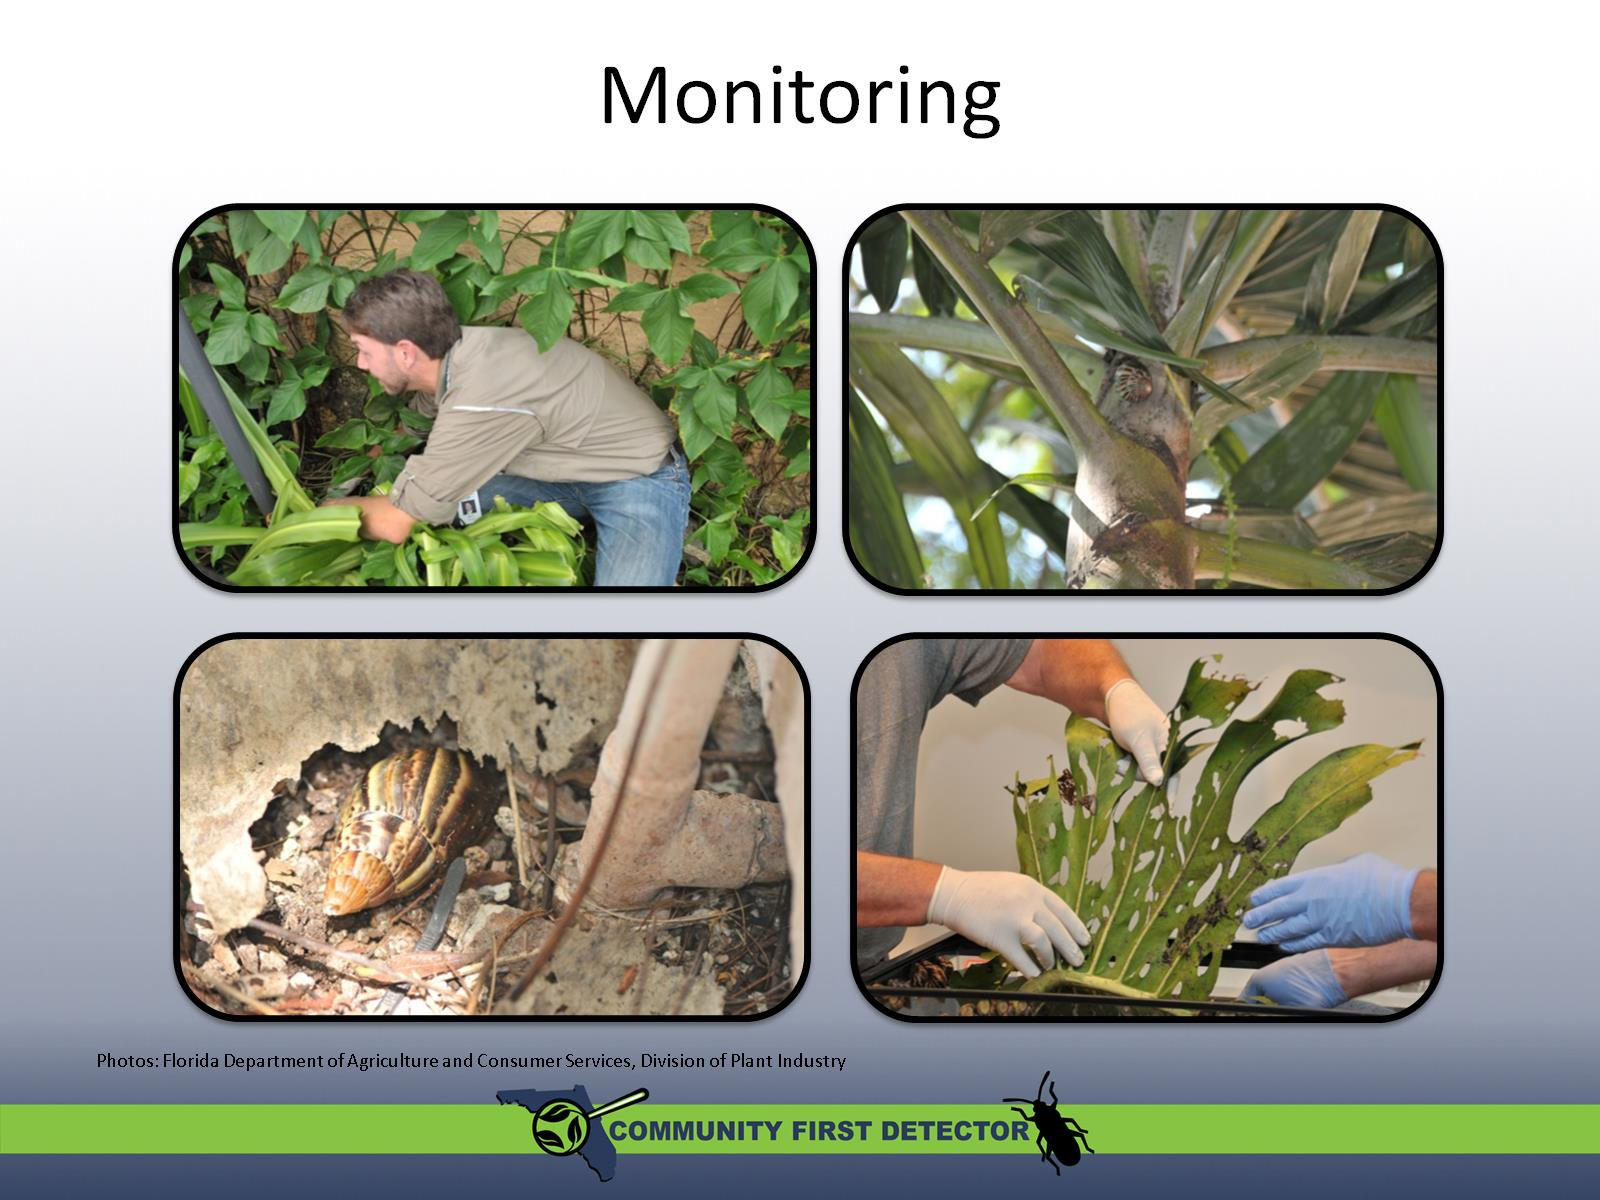 Monitoring
Photos: Florida Department of Agriculture and Consumer Services, Division of Plant Industry
COMMUNITY FIRST DETECTOR